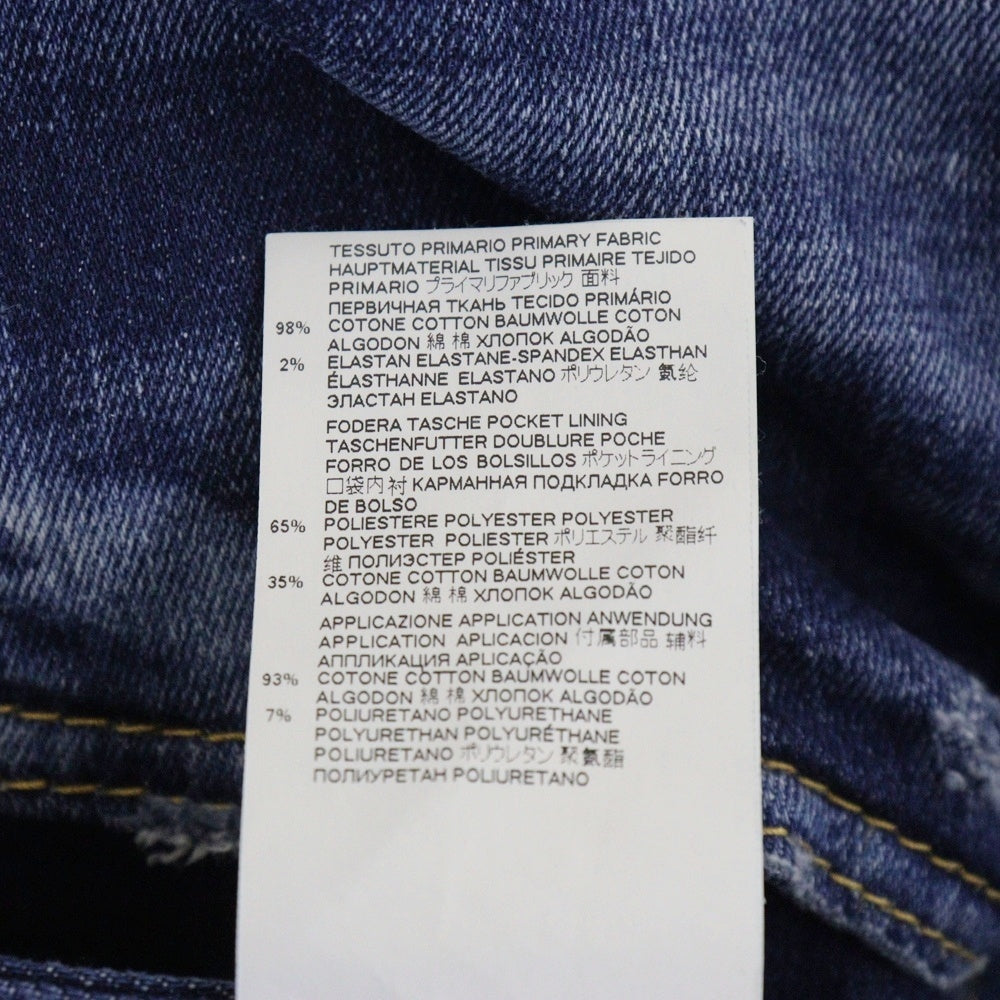 TESSUTO PRIMARIO PRIMARY FABRIC
HAUPTMATERIAL TISSU PRIMAIRE TEJIDO
PRIMARIO プライマリファブリック 面料
ПЕРВИЧНАЯ ТКАНЬ TECIDO PRIMÁRIO
98% COTONE COTTON BAUMWOLLE COTON
ALGODON 綿 棉 ХЛОПОК ALGODÃO
2% ELASTAN ELASTANE-SPANDEX ELASTHAN
ÉLASTHANNE ELASTANO ポリウレタン 氨纶
ЭЛАСТАН ELASTANO
FODERA TASCHE POCKET LINING
TASCHENFUTTER DOUBLURE POCHE
FORRO DE LOS BOLSILLOS ポケットライニング
口袋内衬 КАРМАННАЯ ПОДКЛАДКА FORRO
DE BOLSO
65% POLIESTERE POLYESTER POLYESTER
POLYESTER POLIESTER ポリエステル 聚酯纤
维 ПОЛИЭСТЕР POLIÉSTER
35% COTONE COTTON BAUMWOLLE COTON
ALGODON 綿 棉 ХЛОПОК ALGODÃO
APPLICAZIONE APPLICATION ANWENDUNG
APPLICATION APLICACION 付属部品 辅料
АППЛИКАЦИЯ APLICAÇÃO
93% COTONE COTTON BAUMWOLLE COTON
ALGODON 綿 棉 ХЛОПОК ALGODÃO
7% POLIURETANO POLYURETHANE
POLYURETHAN POLYURÉTHANE
POLIURETANO ポリウレタン 聚氨酯
ПОЛИУРЕТАН POLIURETANO